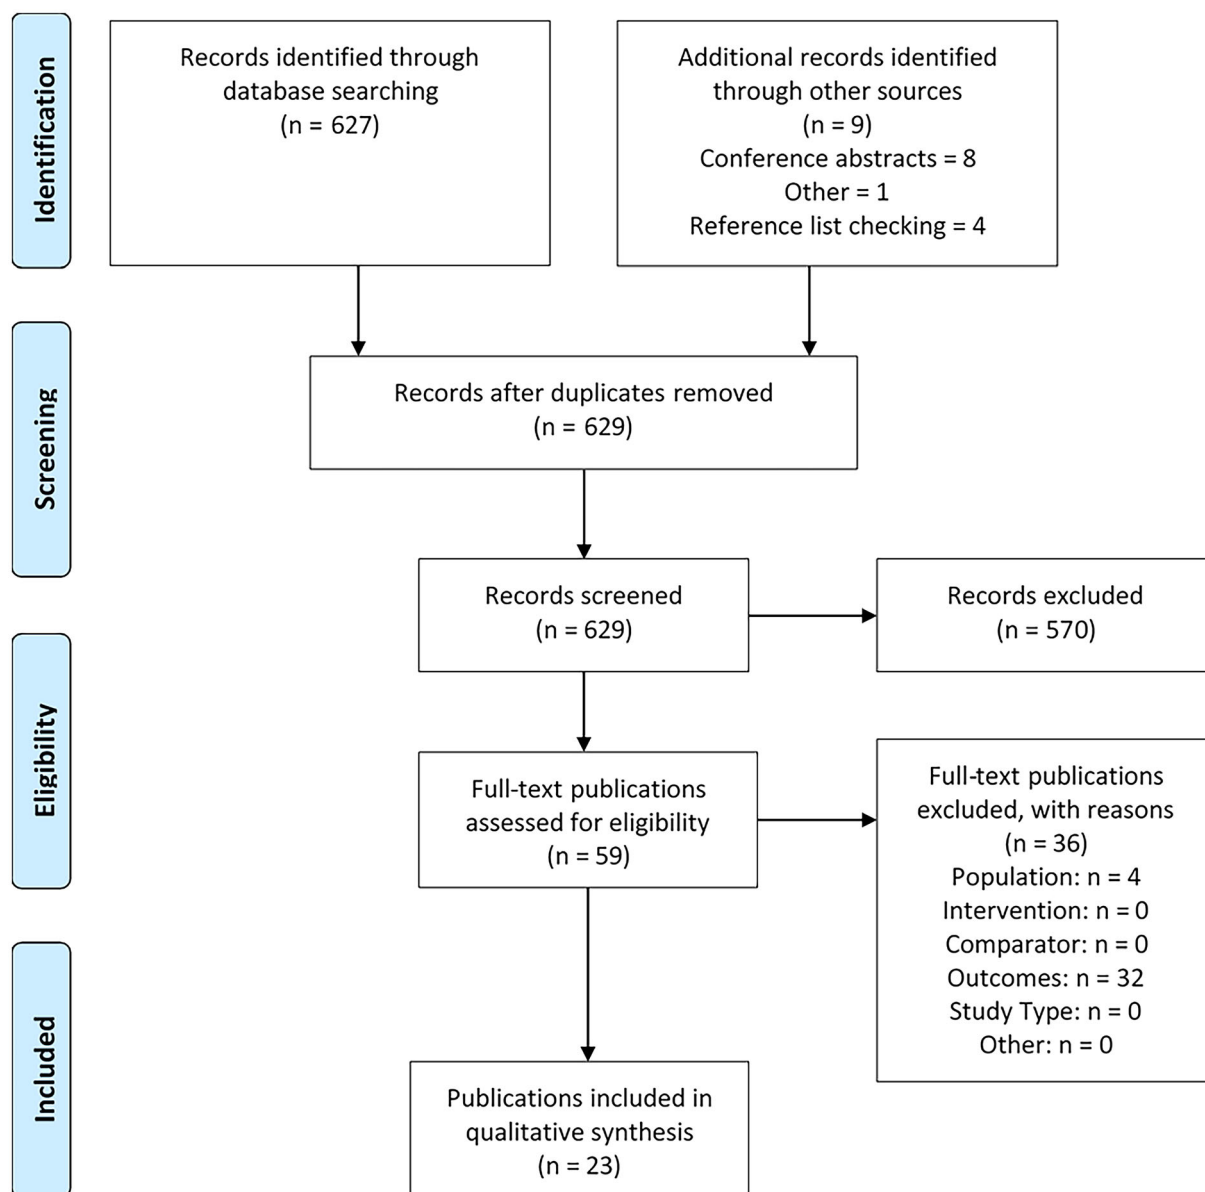 Identification
Records identified through
database searching
(n = 627)
Additional records identified
through other sources
(n = 9)
Conference abstracts = 8
Other = 1
Reference list checking = 4
Screening
Records after duplicates removed
(n = 629)
Records screened
(n = 629)
Records excluded
(n = 570)
Eligibility
Full-text publications
assessed for eligibility
(n = 59)
Full-text publications
excluded, with reasons
(n = 36)
Population: n = 4
Intervention: n = 0
Comparator: n = 0
Outcomes: n = 32
Study Type: n = 0
Other: n = 0
Included
Publications included in
qualitative synthesis
(n = 23)